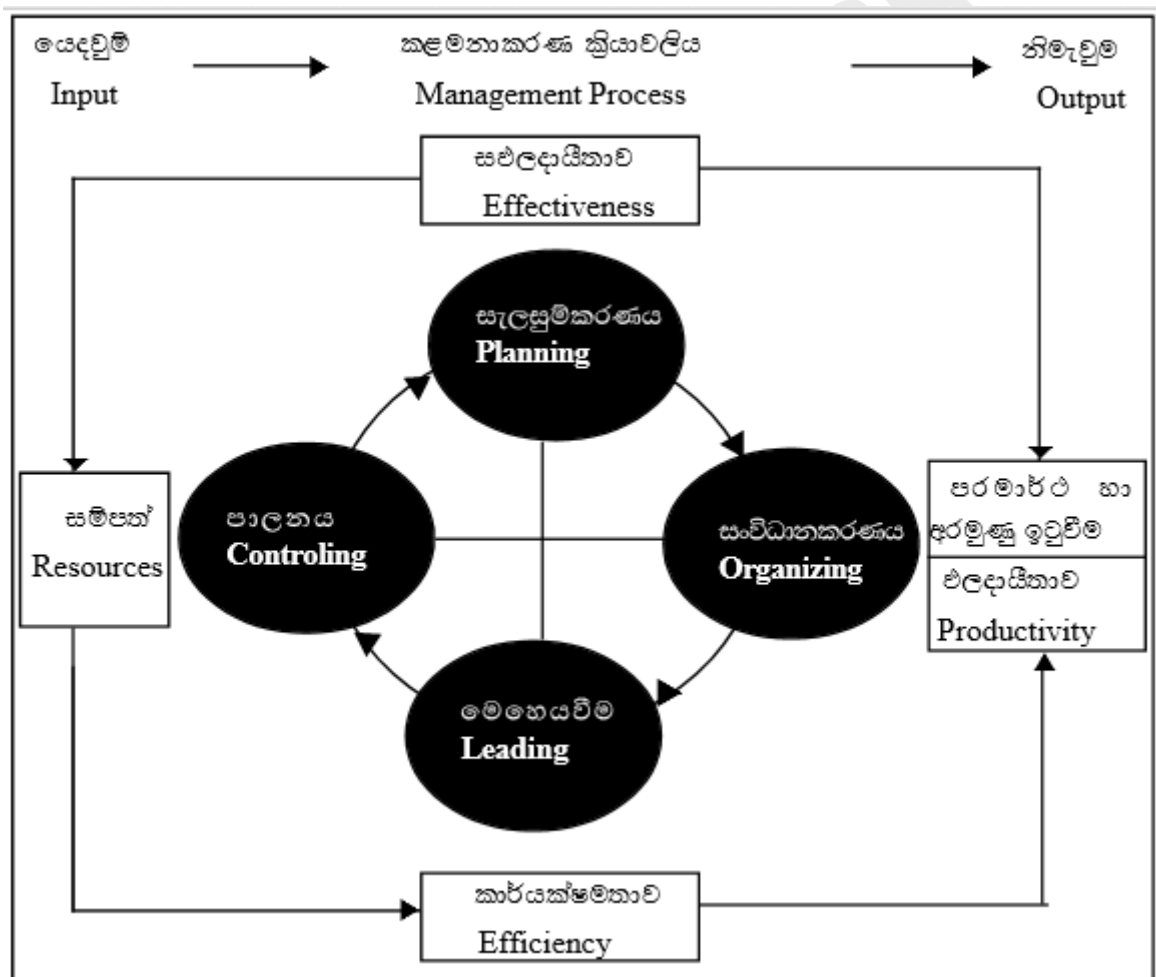 යෙදවුම්
Input
කළමනාකරණ ක්‍රියාවලිය
Management Process
නිමැවුම
Output
සඵලදායීතාව
Effectiveness
සැලසුම්කරණය
Planning
පාලනය
Controling
සංවිධානකරණය
Organizing
සම්පත්
Resources
පරමාර්ථ හා
අරමුණු ඉටුවීම
ඵලදායීතාව
Productivity
මෙහෙයවීම
Leading
කාර්යක්ෂමතාව
Efficiency